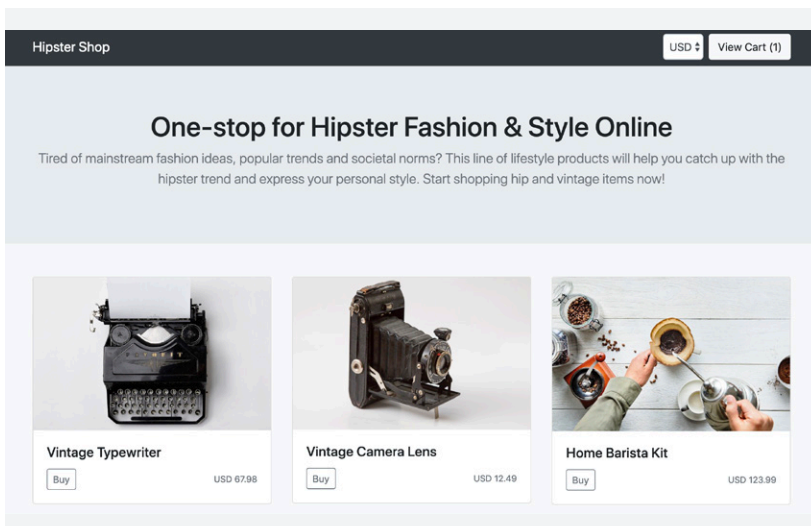 Hipster Shop
USD
View Cart (1)
One-stop for Hipster Fashion & Style Online
Tired of mainstream fashion ideas, popular trends and societal norms? This line of lifestyle products will help you catch up with the
hipster trend and express your personal style. Start shopping hip and vintage items now!
Vintage Typewriter
Buy
USD 67.98
Vintage Camera Lens
Buy
USD 12.49
Home Barista Kit
Buy
USD 123.99